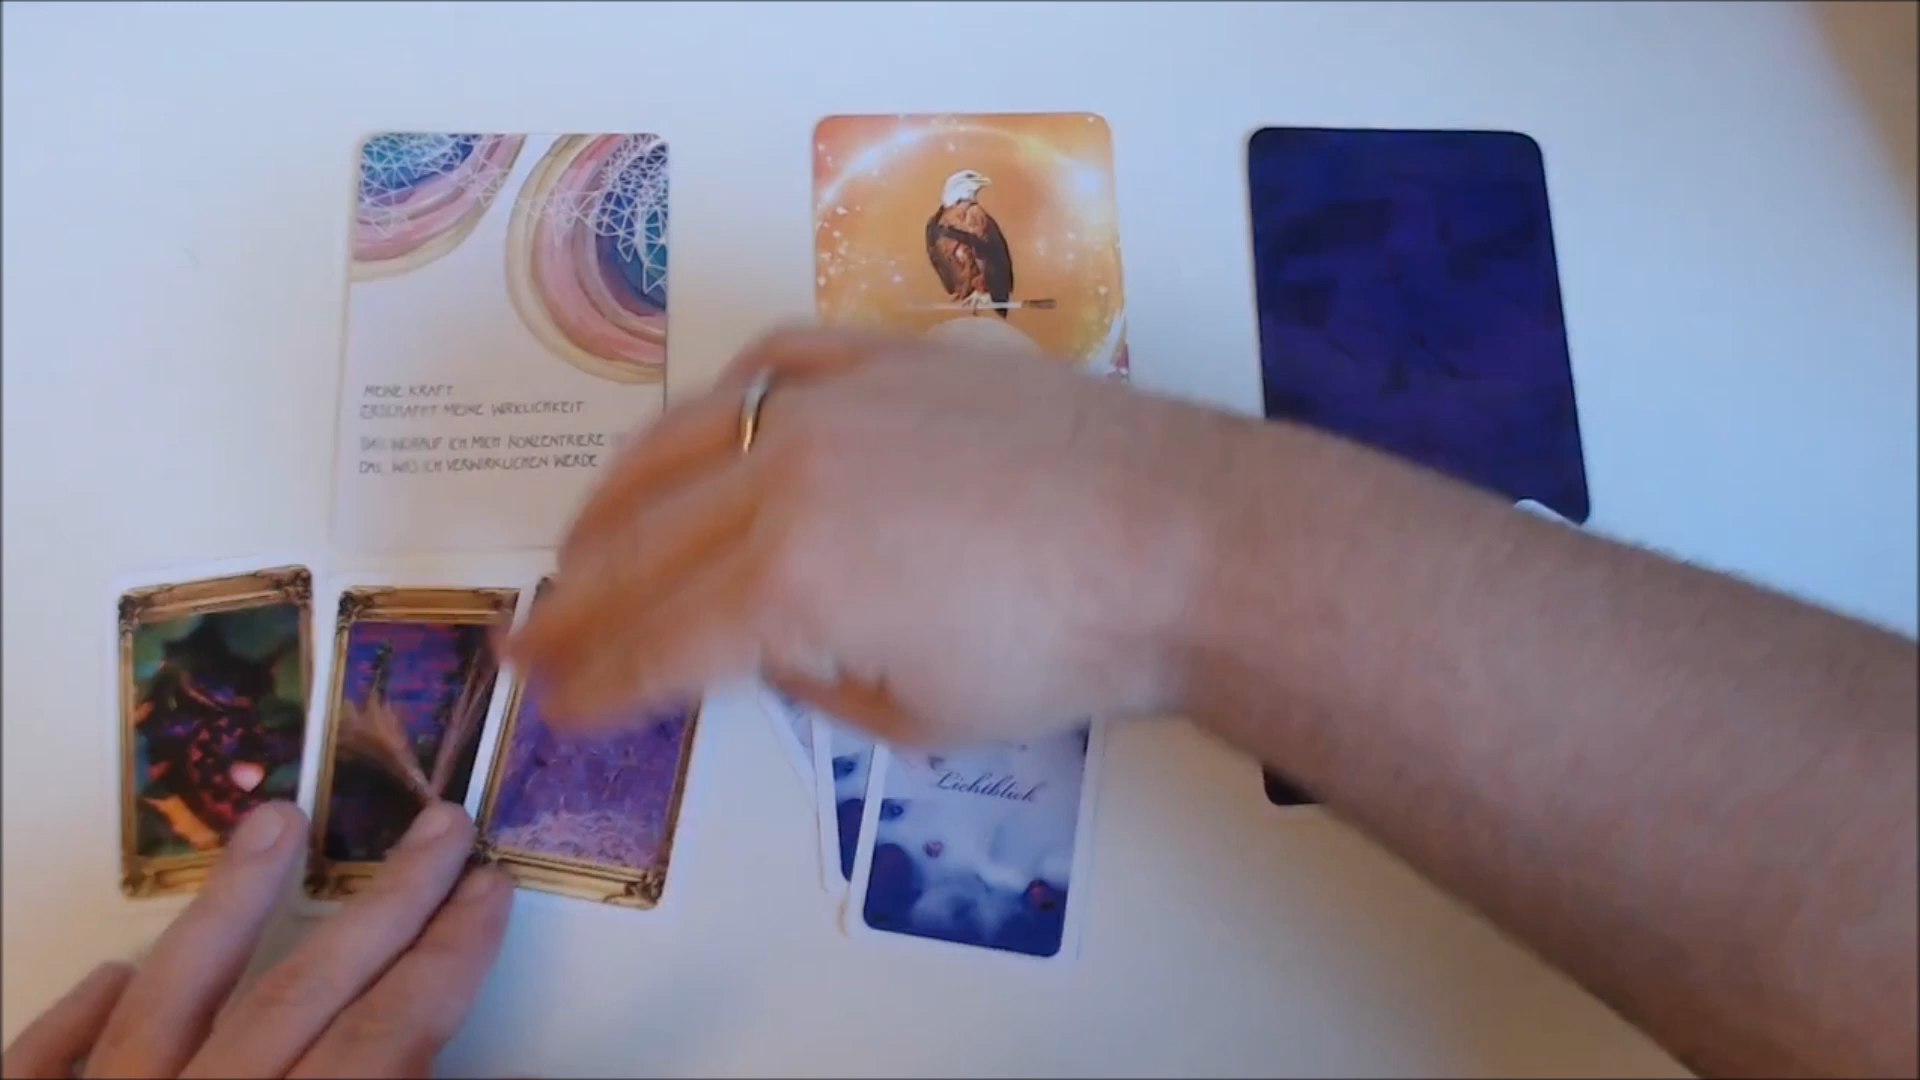 MEINE KRAFT
ERSCHAFFT MEINE WIRKLICHKEIT
DAS WORAUF ICH MICH KONZENTRIERE
DAS, WAS ICH VERWIRKLICHEN WERDE
Lichtblick